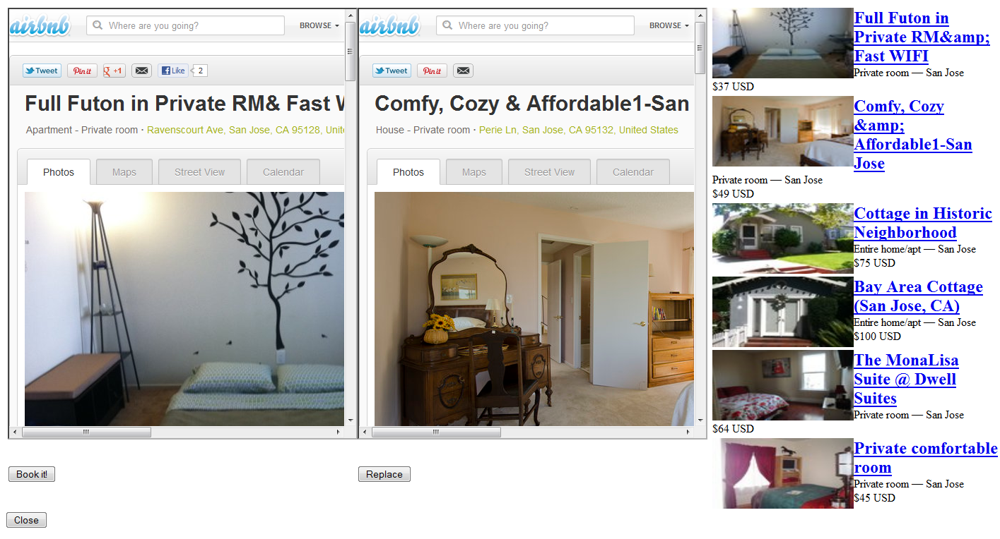 airbnb
Where are you going?
BROWSE
Tweet
Pin it
g +1
Like
2
Full Futon in Private RM& Fast W
Apartment - Private room · Ravenscourt Ave, San Jose, CA 95128, Unit
Photos
Maps
Street View
Calendar
Book it!
Close
airbnb
Where are you going?
BROWSE
Tweet
Pin it
Comfy, Cozy & Affordable1-San
House - Private room · Perie Ln, San Jose, CA 95132, United States
Photos
Maps
Street View
Calendar
Replace
Full Futon in
Private RM&amp;
Fast WIFI
Private room — San Jose
$37 USD
Comfy, Cozy
&amp;
Affordable1-San
Jose
Private room — San Jose
$49 USD
Cottage in Historic
Neighborhood
Entire home/apt — San Jose
$75 USD
Bay Area Cottage
(San Jose, CA)
Entire home/apt — San Jose
$100 USD
The MonaLisa
Suite @ Dwell
Suites
Private room — San Jose
$64 USD
Private comfortable
room
Private room — San Jose
$45 USD